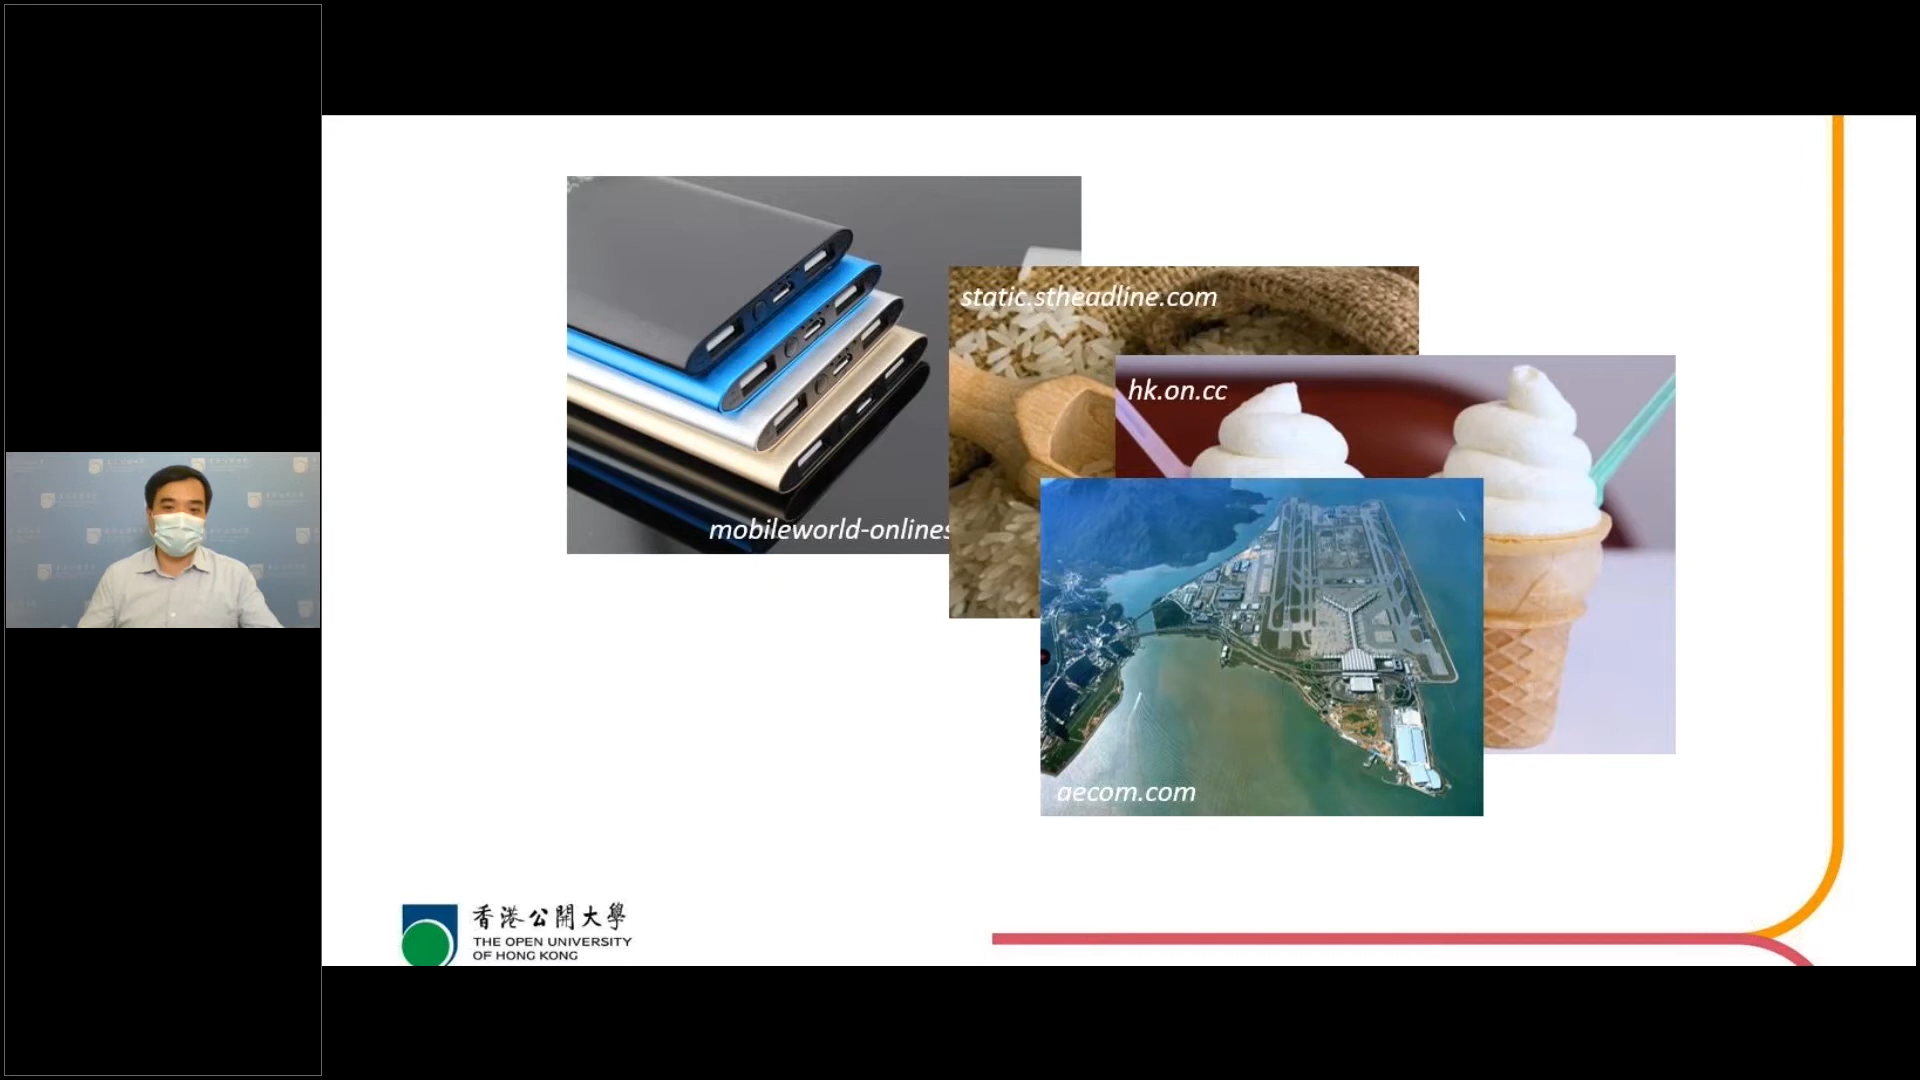 static.stheadline.com
hk.on.cc
mobileworld-onlines
aecom.com
香港公開大學
THE OPEN UNIVERSITY
OF HONG KONG